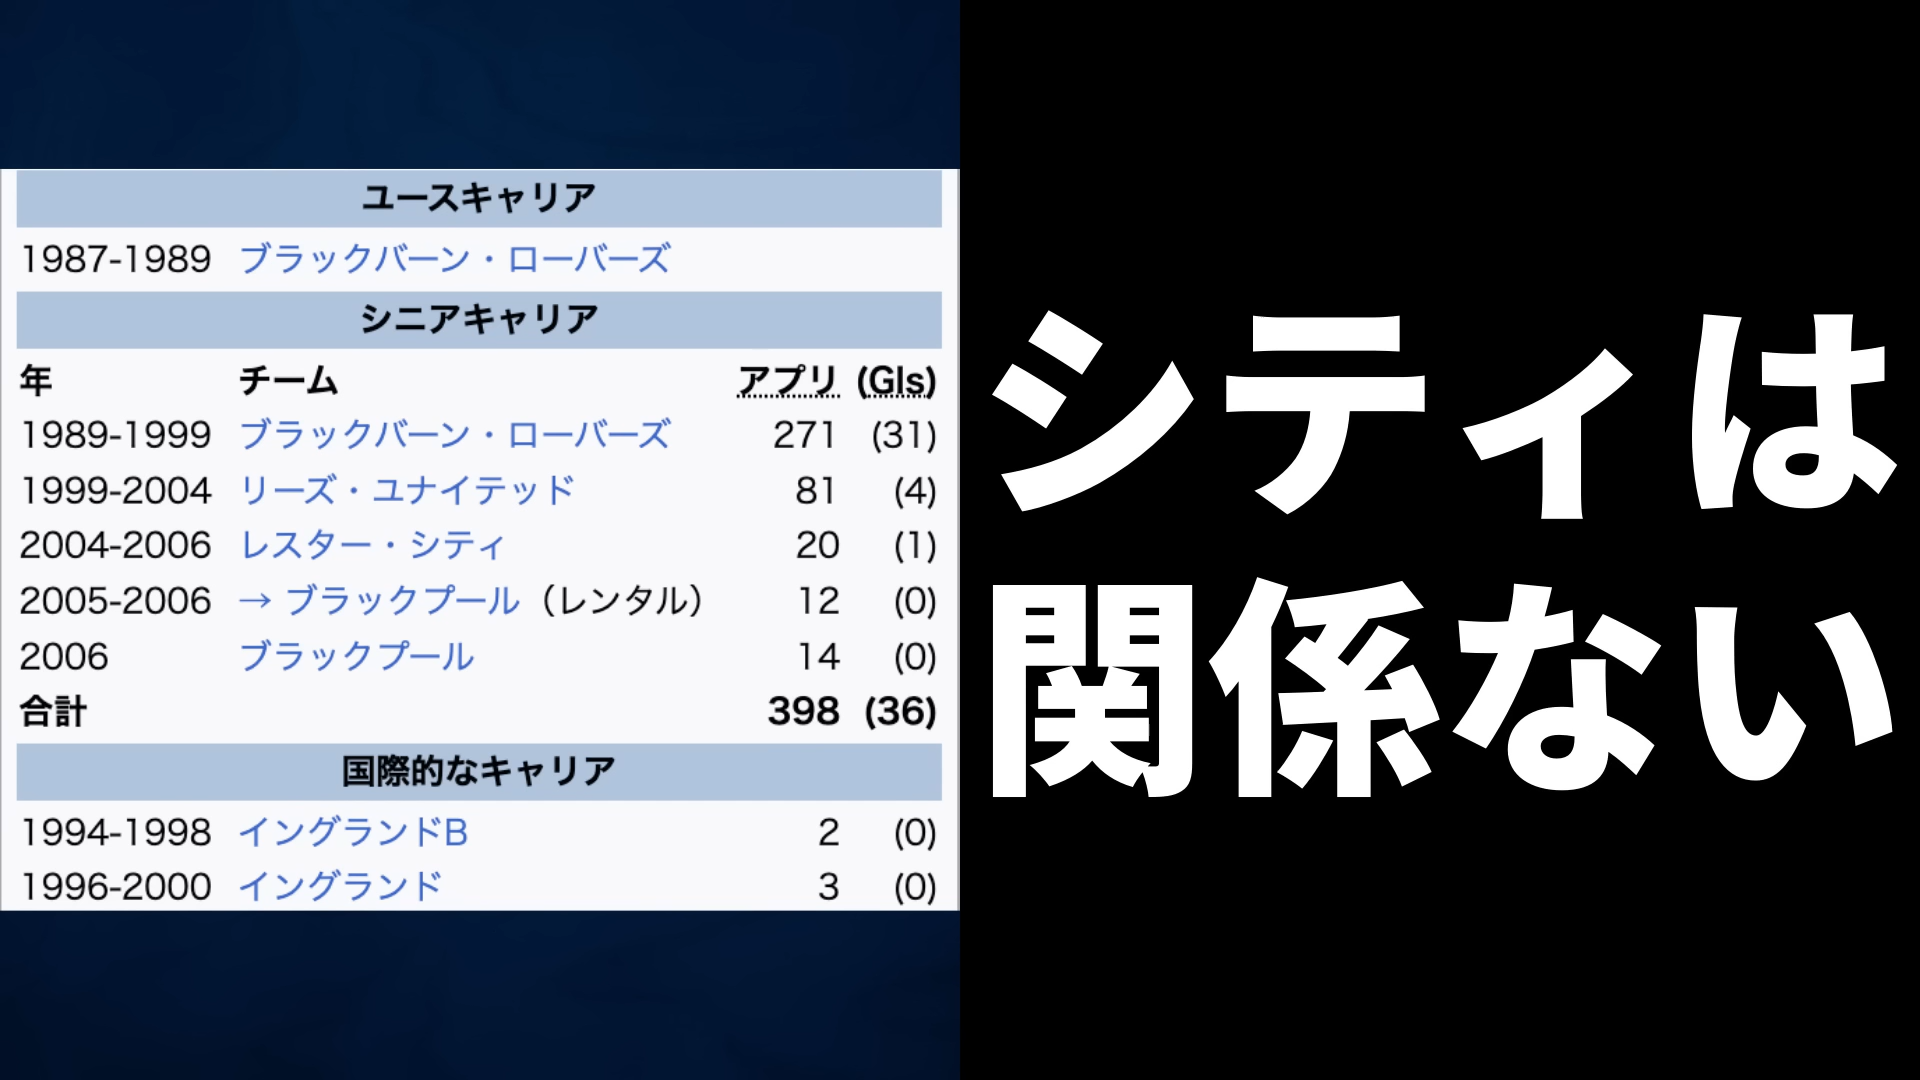 ユースキャリア
1987-1989 ブラックバーン・ローバーズ
シニアキャリア
年 チーム アプリ (Gls)
1989-1999 ブラックバーン・ローバーズ 271 (31)
1999-2004 リーズ・ユナイテッド 81 (4)
2004-2006 レスター・シティ 20 (1)
2005-2006 → ブラックプール（レンタル） 12 (0)
2006 ブラックプール 14 (0)
合計 398 (36)
国際的なキャリア
1994-1998 イングランドB 2 (0)
1996-2000 イングランド 3 (0)
シティは
関係ない